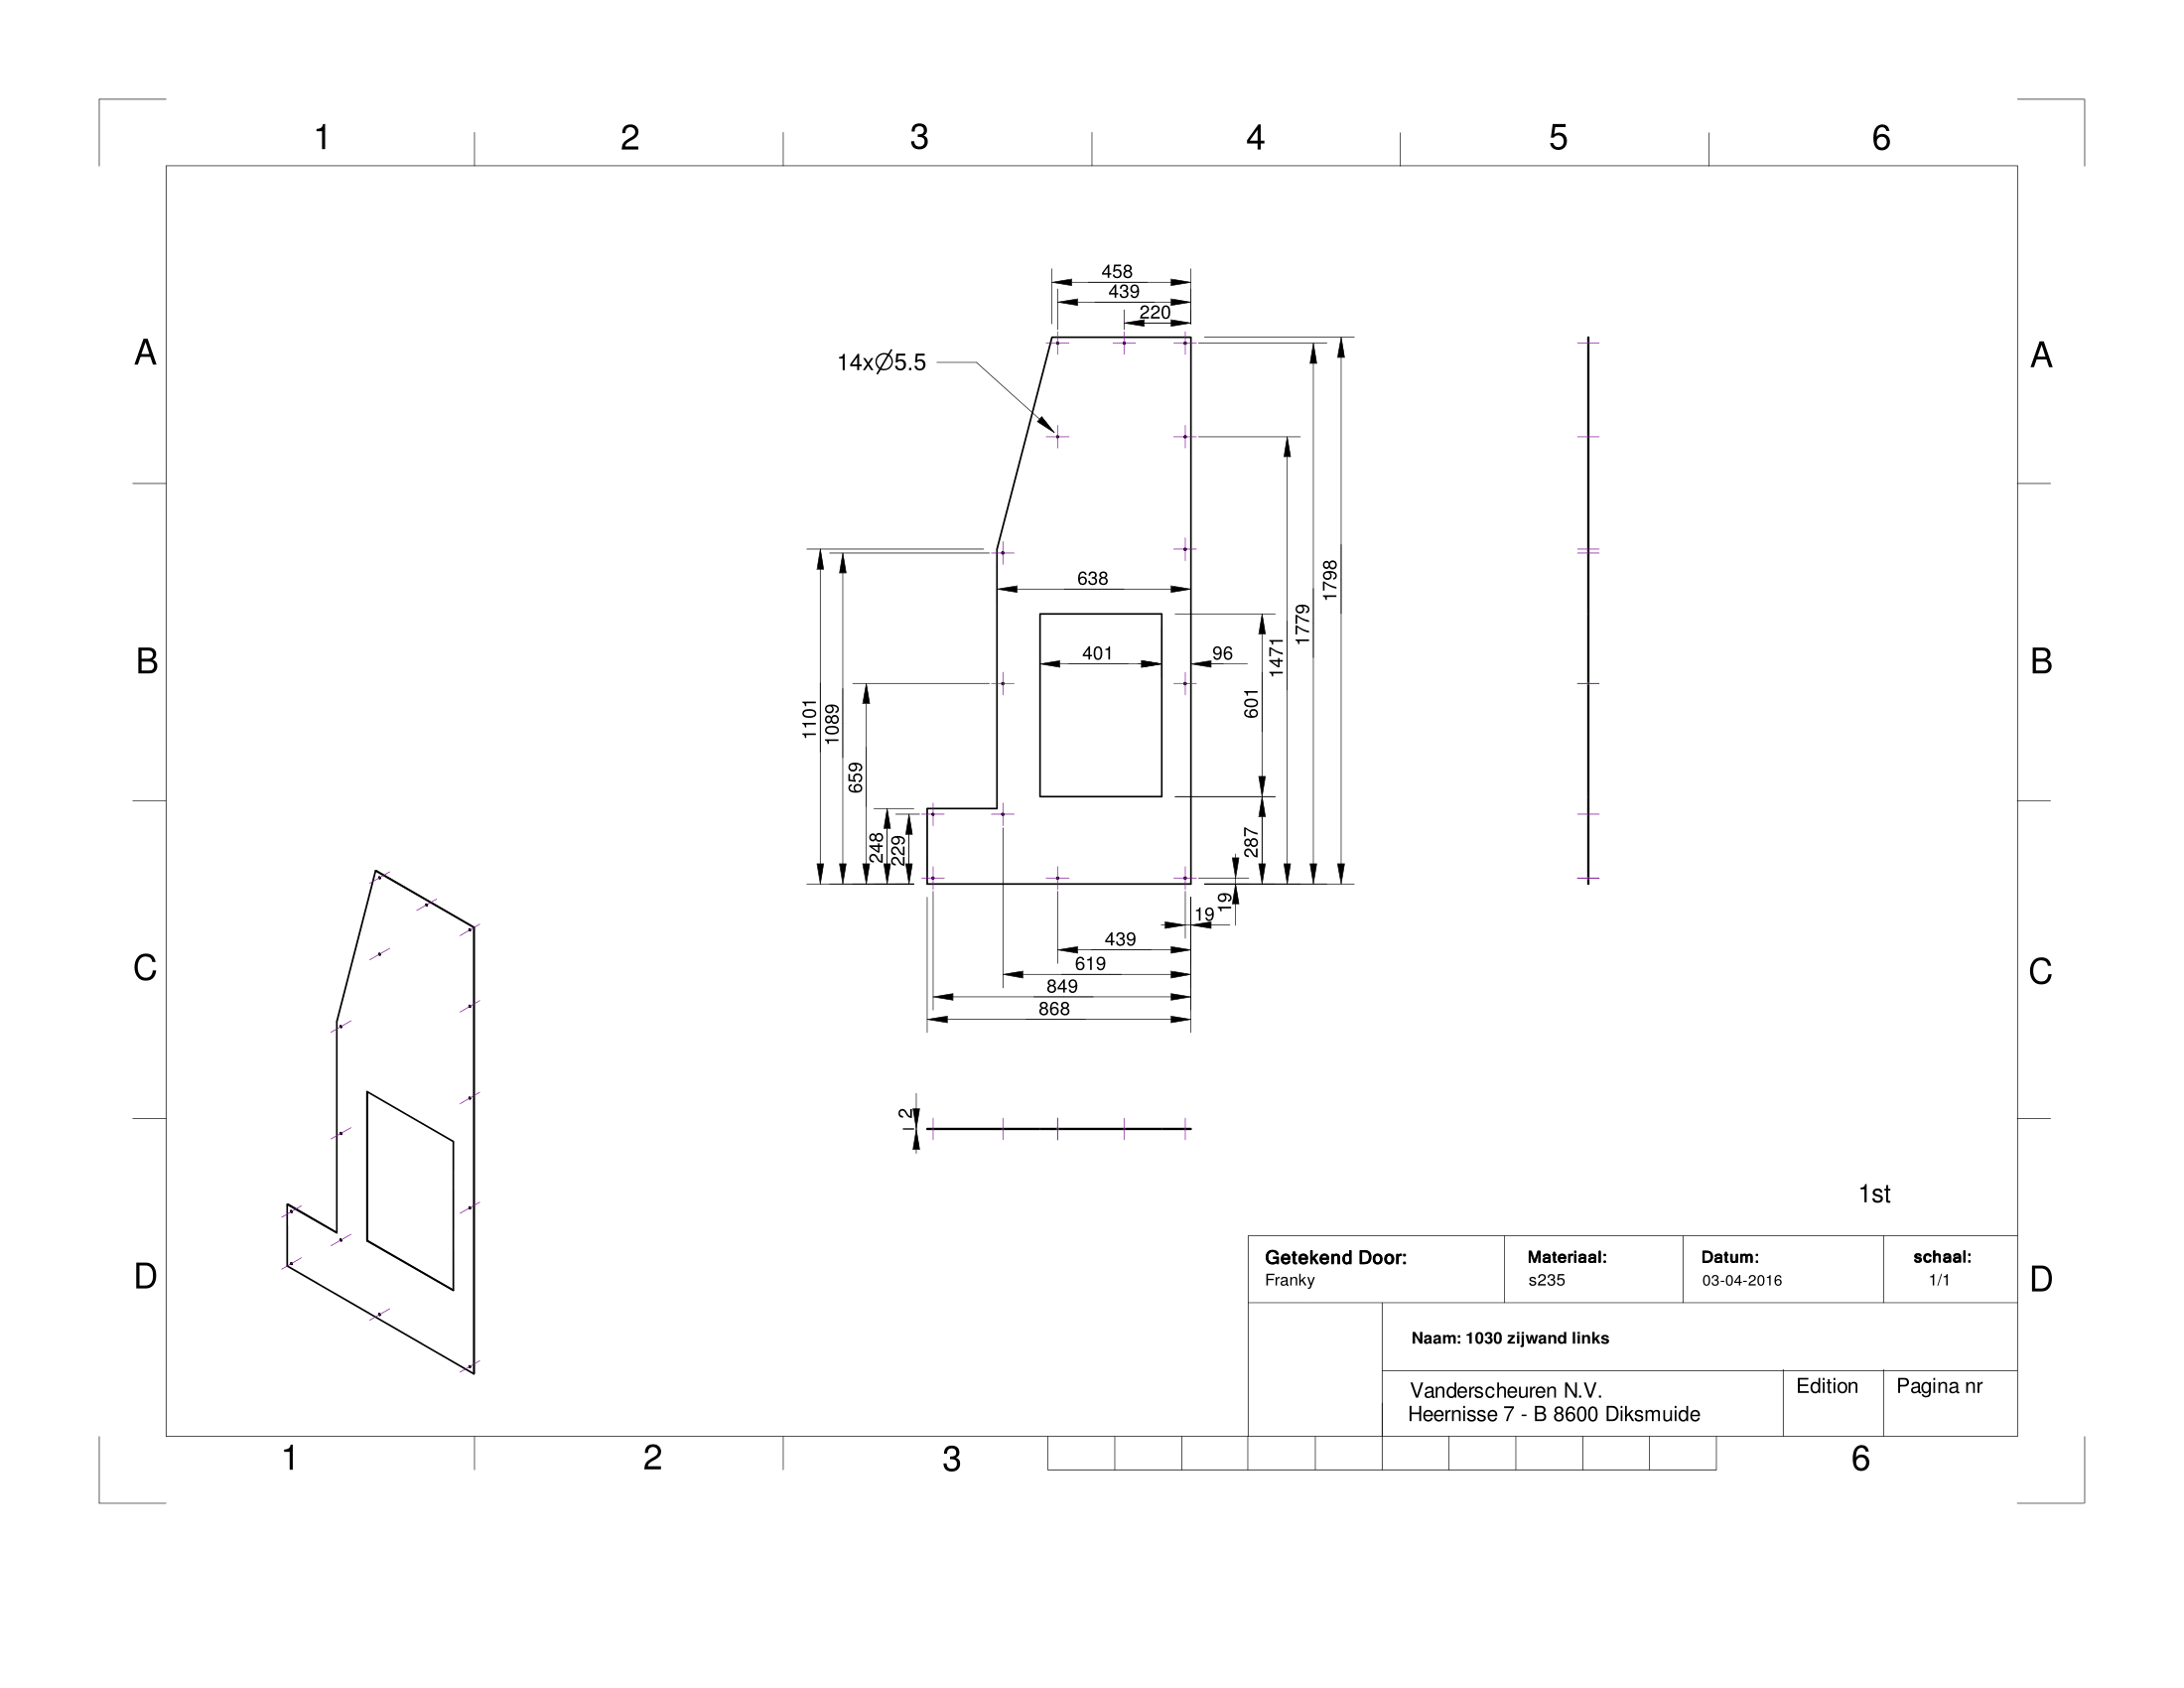 1 2 3 4 5 6
458
439
220
A 14xØ5.5 A
638
1798
1779
1471
B 401 96 B
601
1101
1089
659
248
229
287
19
19
439
C 619 C
849
868
2
1st
Getekend Door: Materiaal: Datum: schaal:
Franky s235 03-04-2016 1/1
D D
Naam: 1030 zijwand links
Vanderscheuren N.V. Edition Pagina nr
Heernisse 7 - B 8600 Diksmuide
1 2 3 6